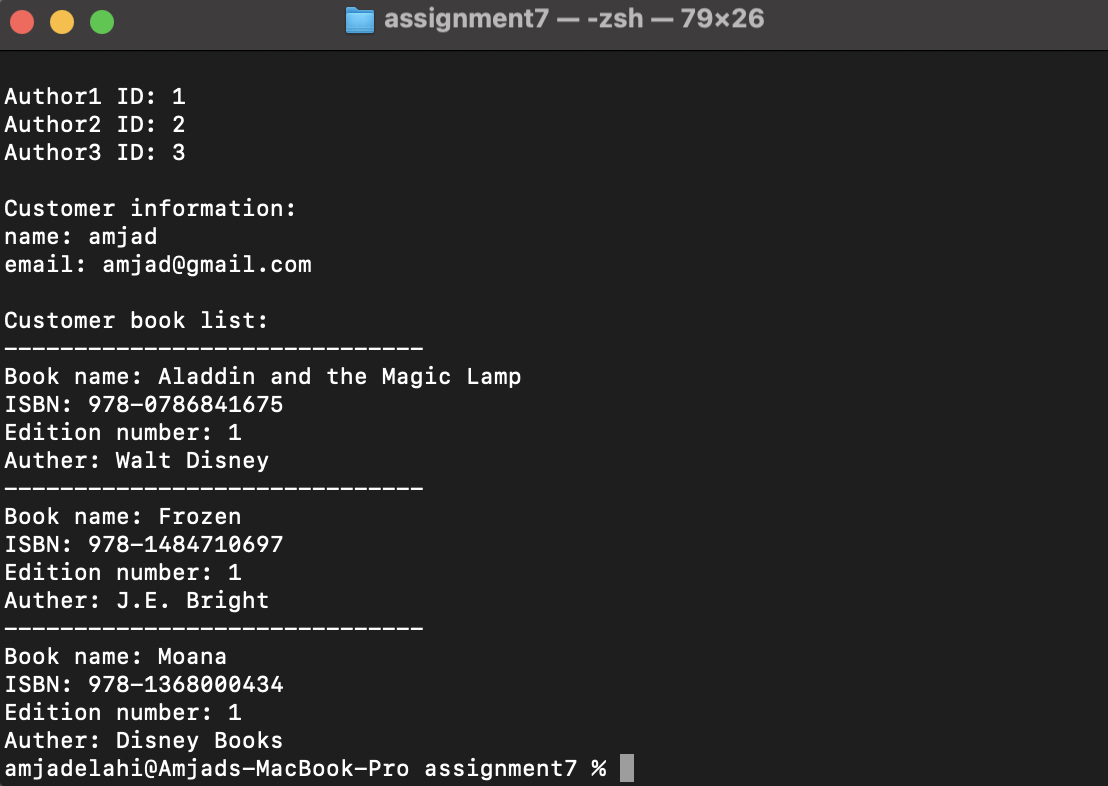 assignment7 — -zsh — 79×26
Author1 ID: 1
Author2 ID: 2
Author3 ID: 3
Customer information:
name: amjad
email: amjad@gmail.com
Customer book list:
------------------------------
Book name: Aladdin and the Magic Lamp
ISBN: 978-0786841675
Edition number: 1
Auther: Walt Disney
------------------------------
Book name: Frozen
ISBN: 978-1484710697
Edition number: 1
Auther: J.E. Bright
------------------------------
Book name: Moana
ISBN: 978-1368000434
Edition number: 1
Auther: Disney Books
amjadelahi@Amjads-MacBook-Pro assignment7 %